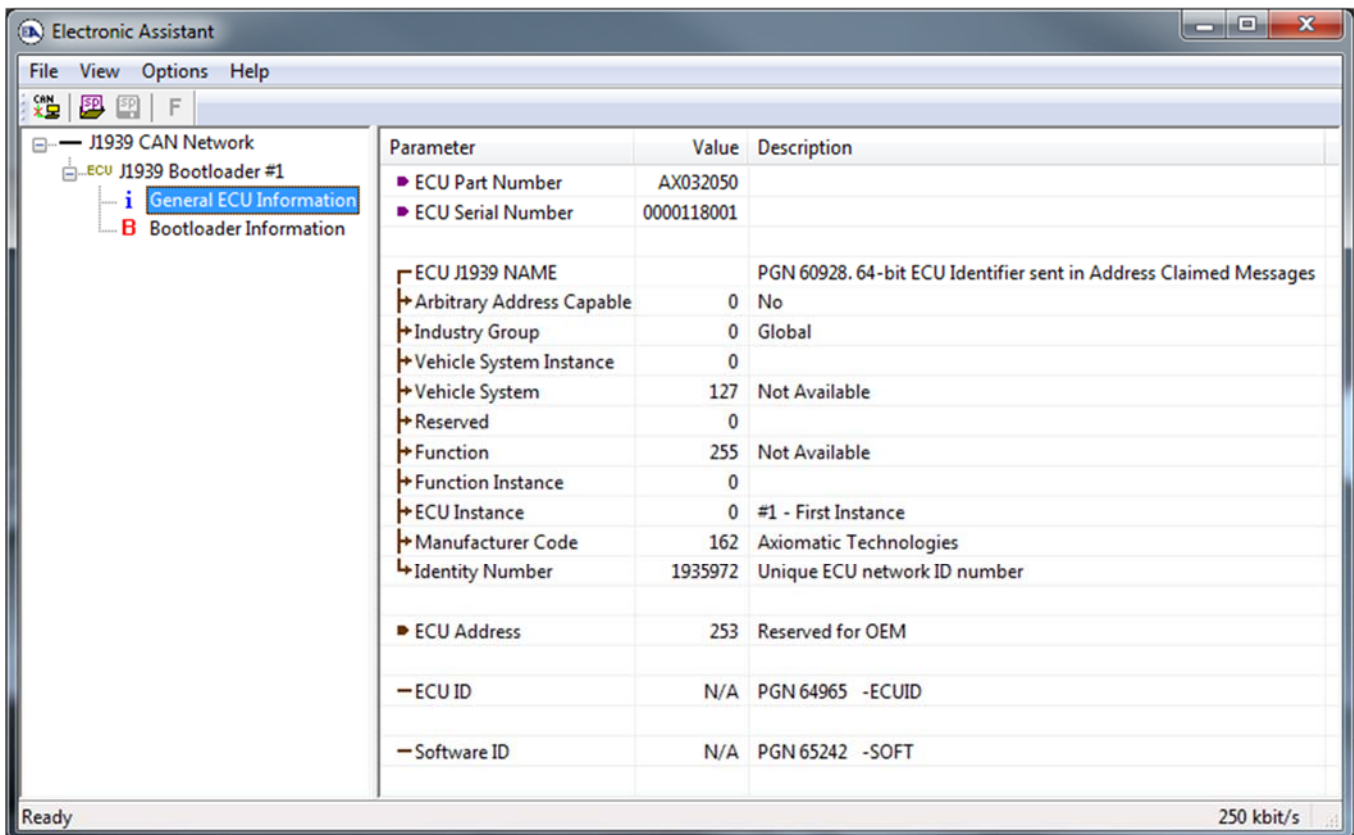 Electronic Assistant
File View Options Help
CAN SP SP F
J1939 CAN Network
ECU J1939 Bootloader #1
i General ECU Information
B Bootloader Information
Parameter Value Description
ECU Part Number AX032050
ECU Serial Number 0000118001
ECU J1939 NAME PGN 60928. 64-bit ECU Identifier sent in Address Claimed Messages
Arbitrary Address Capable 0 No
Industry Group 0 Global
Vehicle System Instance 0
Vehicle System 127 Not Available
Reserved 0
Function 255 Not Available
Function Instance 0
ECU Instance 0 #1 - First Instance
Manufacturer Code 162 Axiomatic Technologies
Identity Number 1935972 Unique ECU network ID number
ECU Address 253 Reserved for OEM
ECU ID N/A PGN 64965 -ECUID
Software ID N/A PGN 65242 -SOFT
Ready 250 kbit/s